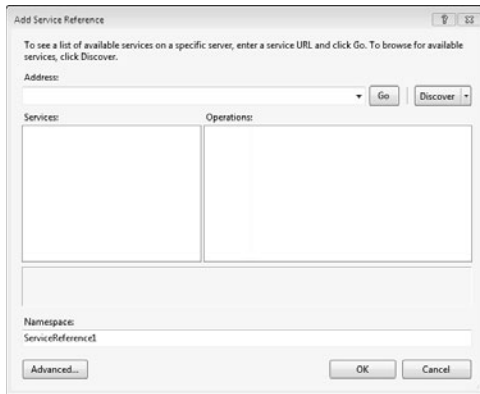 Add Service Reference
To see a list of available services on a specific server, enter a service URL and click Go. To browse for available
services, click Discover.
Address:
Go
Discover
Services:
Operations:
Namespace:
ServiceReference1
Advanced...
OK
Cancel